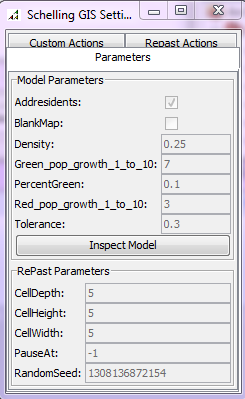 Schelling GIS Setti...
Custom Actions Repast Actions
Parameters
Model Parameters
Addresidents:
BlankMap:
Density: 0.25
Green_pop_growth_1_to_10: 7
PercentGreen: 0.1
Red_pop_growth_1_to_10: 3
Tolerance: 0.3
Inspect Model
RePast Parameters
CellDepth: 5
CellHeight: 5
CellWidth: 5
PauseAt: -1
RandomSeed: 1308136872154